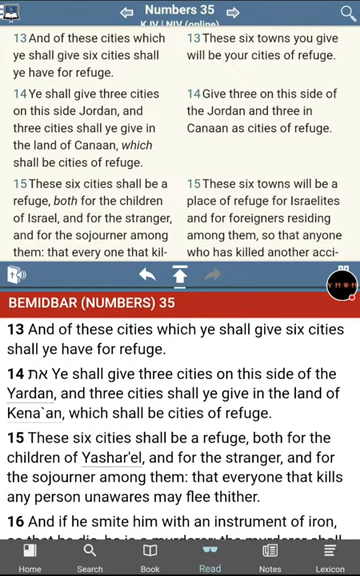 Numbers 35
KJV | NIV (online)
13 And of these cities which
ye shall give six cities shall
ye have for refuge.
14 Ye shall give three cities
on this side Jordan, and
three cities shall ye give in
the land of Canaan, which
shall be cities of refuge.
15 These six cities shall be a
refuge, both for the children
of Israel, and for the stranger,
and for the sojourner among
them: that every one that kil-
13 These six towns you give
will be your cities of refuge.
14 Give three on this side of
the Jordan and three in
Canaan as cities of refuge.
15 These six towns will be a
place of refuge for Israelites
and for foreigners residing
among them, so that anyone
who has killed another acci-
BEMIDBAR (NUMBERS) 35
13 And of these cities which ye shall give six cities
shall ye have for refuge.
14 את Ye shall give three cities on this side of the
Yardan, and three cities shall ye give in the land of
Kena`an, which shall be cities of refuge.
15 These six cities shall be a refuge, both for the
children of Yashar'el, and for the stranger, and for
the sojourner among them: that everyone that kills
any person unawares may flee thither.
16 And if he smite him with an instrument of iron,
so that he die, he is a murderer: the murderer shall
Home
Search
Book
Read
Notes
Lexicon